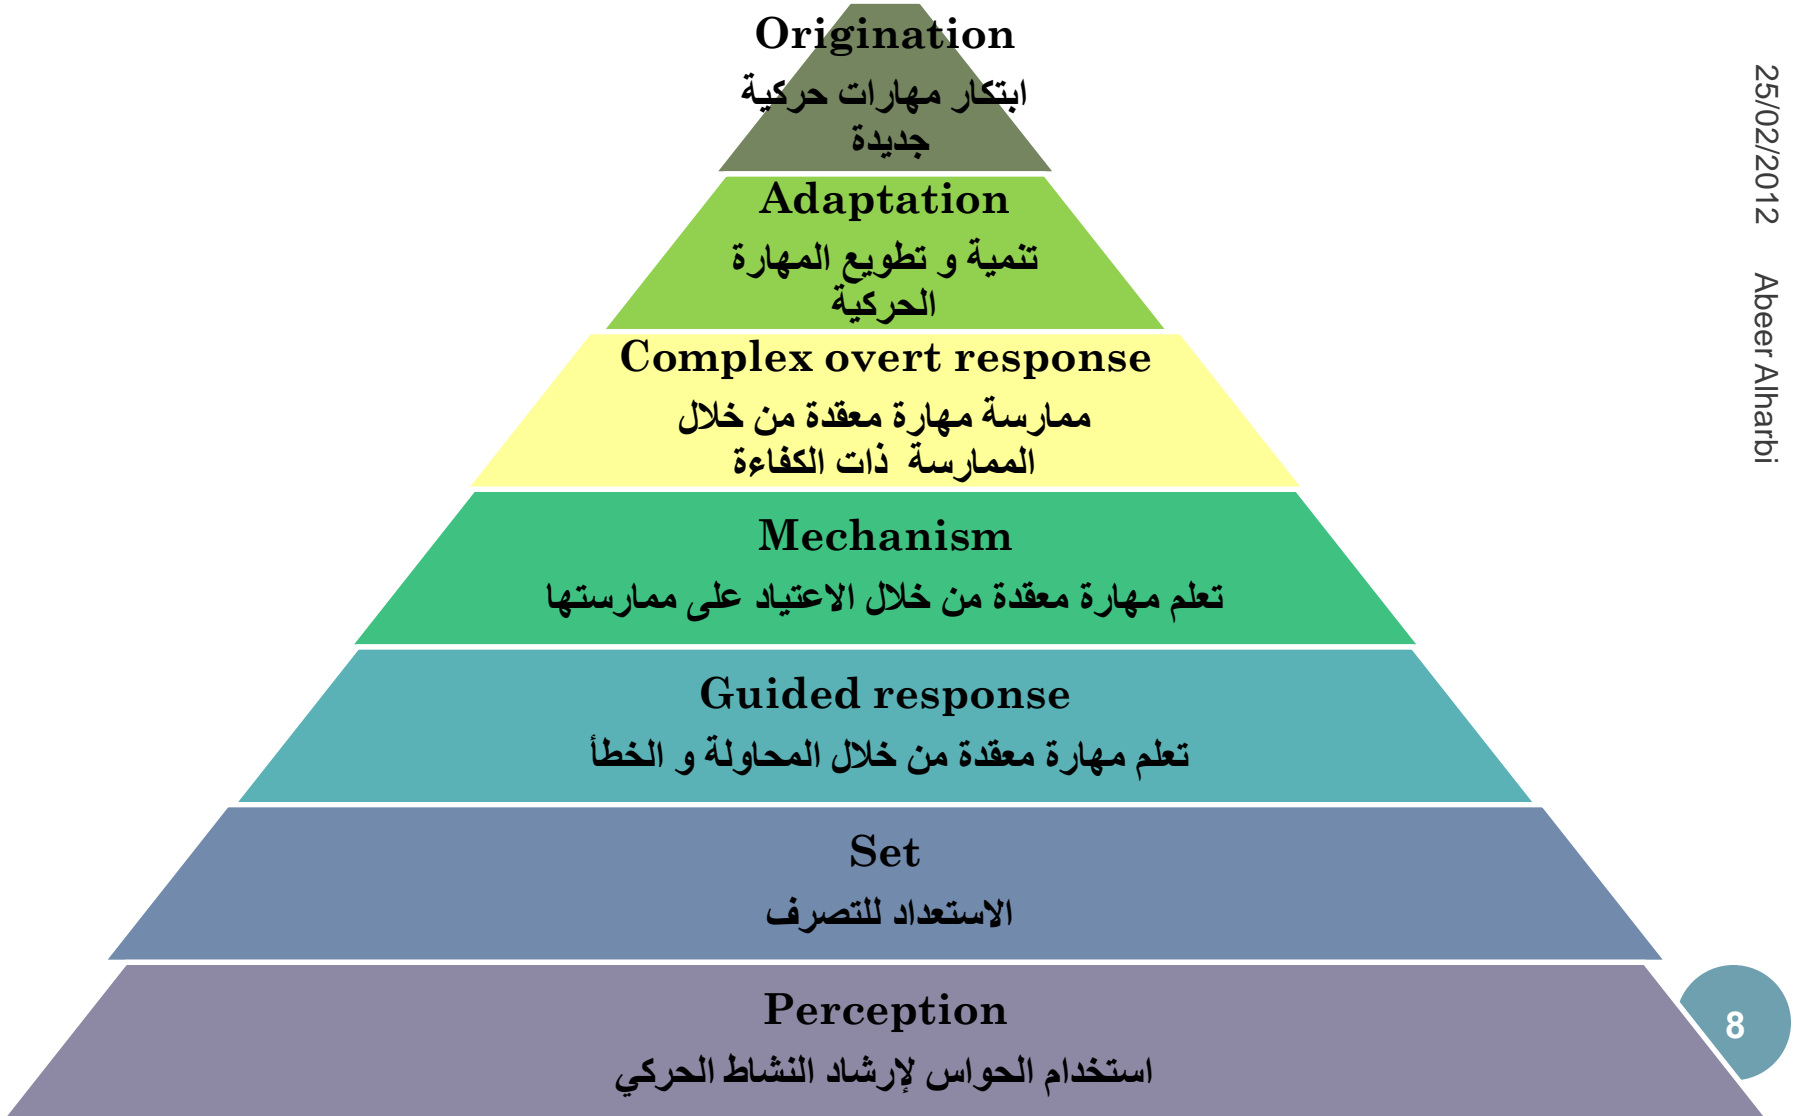 Origination
ابتكار مهارات حركية
جديدة
Adaptation
تنمية و تطويع المهارة
الحركية
Complex overt response
ممارسة مهارة معقدة من خلال
الممارسة ذات الكفاءة
Mechanism
تعلم مهارة معقدة من خلال الاعتياد على ممارستها
Guided response
تعلم مهارة معقدة من خلال المحاولة و الخطأ
Set
الاستعداد للتصرف
Perception
استخدام الحواس لإرشاد النشاط الحركي
25/02/2012 Abeer Alharbi
8